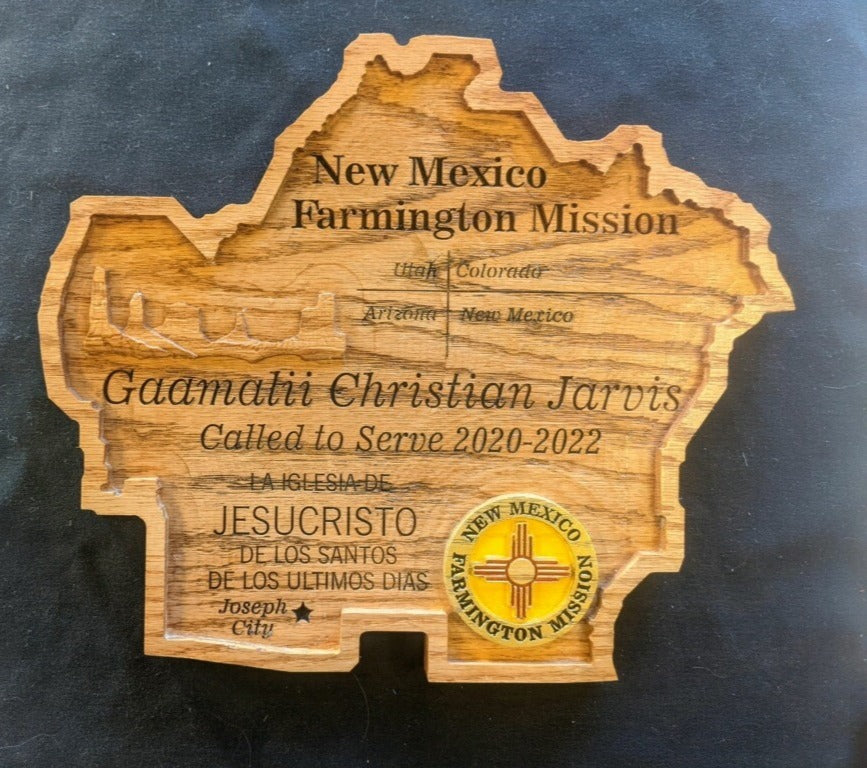 New Mexico
Farmington Mission
Utah Colorado
Arizona New Mexico
Gaamalii Christian Jarvis
Called to Serve 2020-2022
LA IGLESIA DE
JESUCRISTO
DE LOS SANTOS
DE LOS ULTIMOS DIAS
Joseph
City
NEW MEXICO
FARMINGTON MISSION